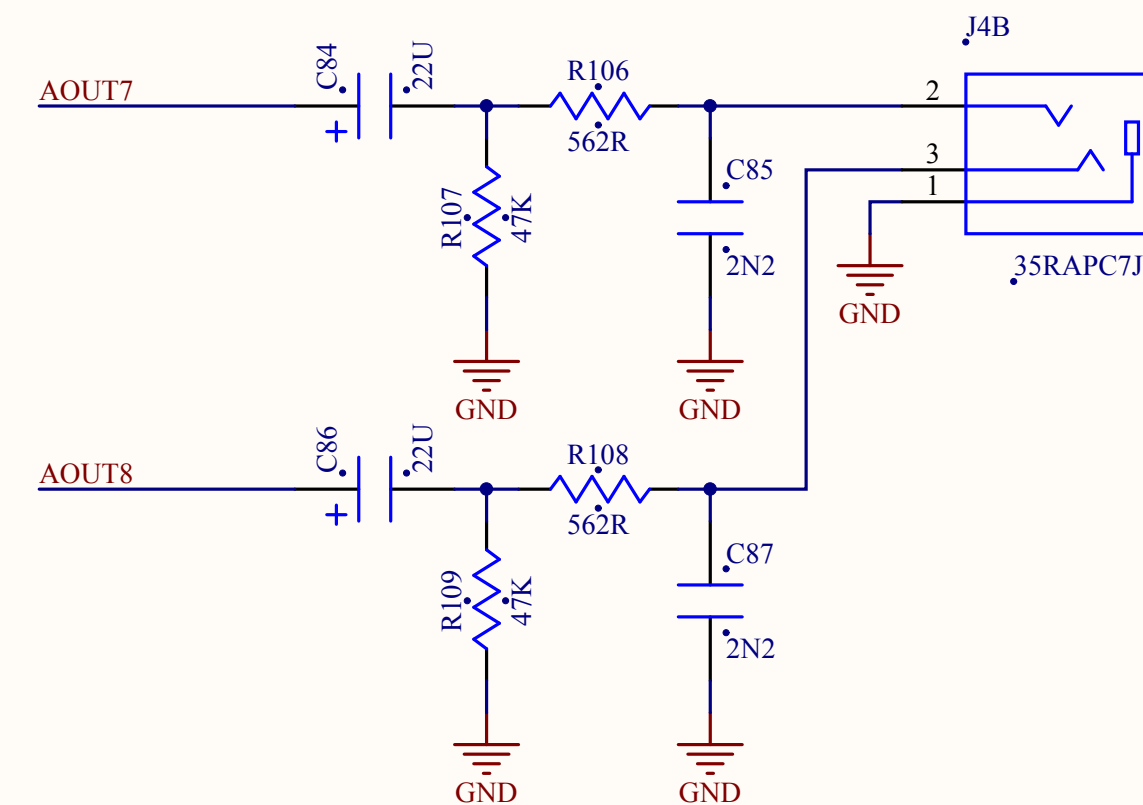 J4B
C84
22U
AOUT7
+
R106
562R
2
3
1
C85
2N2
R107
47K
35RAPC7J
GND
GND
GND
C86
22U
AOUT8
+
R108
562R
C87
2N2
R109
47K
GND
GND